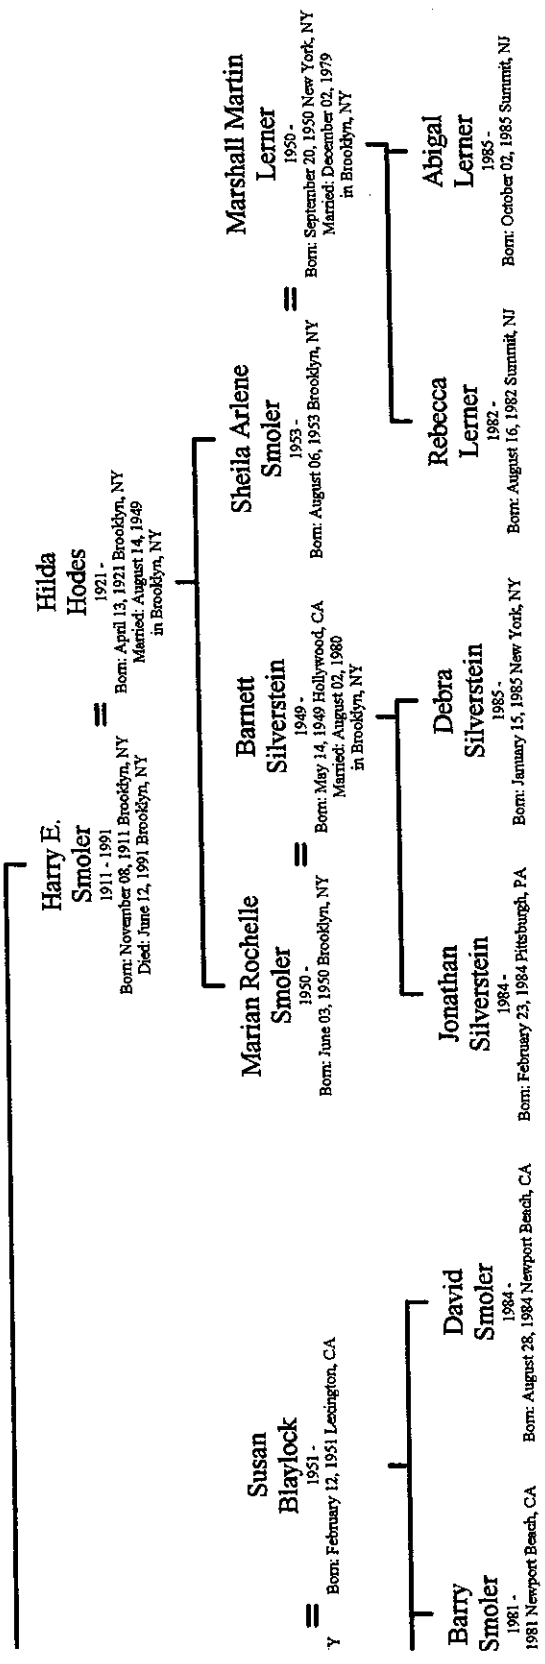 Harry E.
Smoler
1911 - 1991
Born: November 08, 1911 Brooklyn, NY
Died: June 12, 1991 Brooklyn, NY
=
Hilda
Hodes
1921 -
Born: April 13, 1921 Brooklyn, NY
Married: August 14, 1949
in Brooklyn, NY
Y
=
Susan
Blaylock
1951 -
Born: February 12, 1951 Lexington, CA
Marian Rochelle
Smoler
1950 -
Born: June 03, 1950 Brooklyn, NY
=
Barnett
Silverstein
1949 -
Born: May 14, 1949 Hollywood, CA
Married: August 02, 1980
in Brooklyn, NY
Sheila Arlene
Smoler
1953 -
Born: August 06, 1953 Brooklyn, NY
=
Marshall Martin
Lerner
1950 -
Born: September 20, 1950 New York, NY
Married: December 02, 1979
in Brooklyn, NY
Barry
Smoler
1981 -
1981 Newport Beach, CA
David
Smoler
1984 -
Born: August 28, 1984 Newport Beach, CA
Jonathan
Silverstein
1984 -
Born: February 23, 1984 Pittsburgh, PA
Debra
Silverstein
1985 -
Born: January 15, 1985 New York, NY
Rebecca
Lerner
1982 -
Born: August 16, 1982 Summit, NJ
Abigal
Lerner
1985 -
Born: October 02, 1985 Summit, NJ